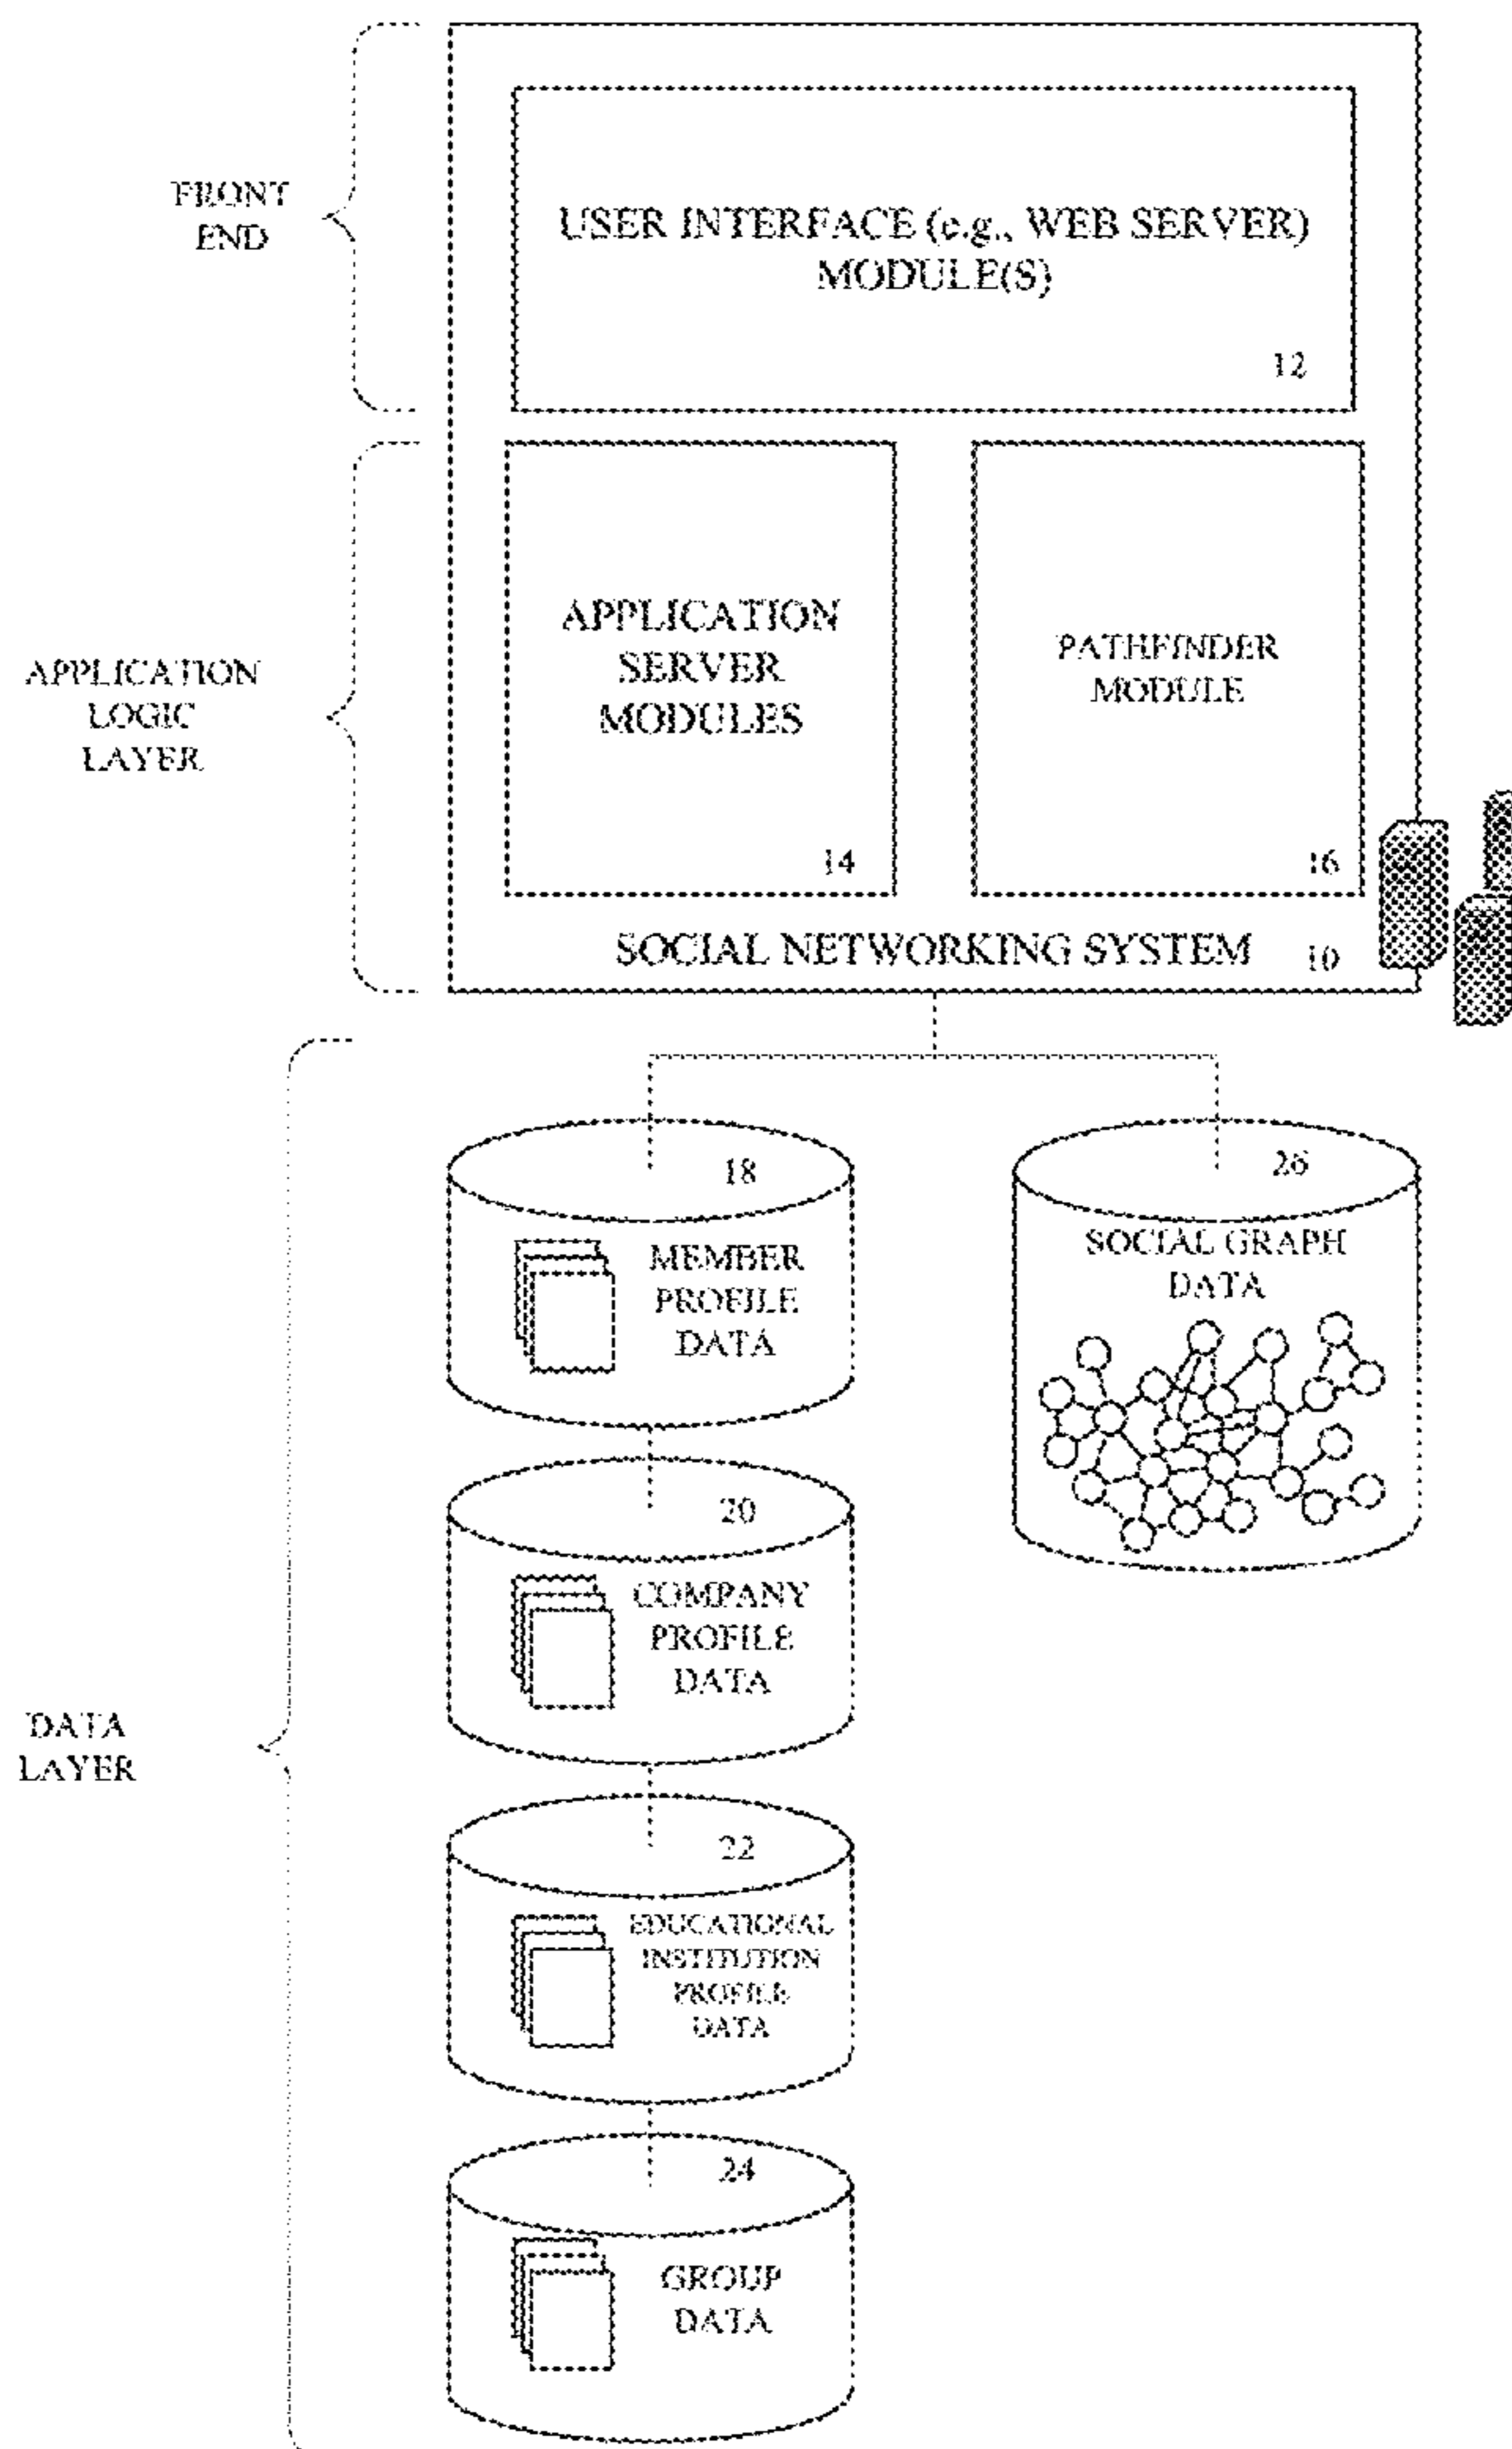 FRONT
END
USER INTERFACE (e.g., WEB SERVER)
MODULE(S)
12
APPLICATION
LOGIC
LAYER
APPLICATION
SERVER
MODULES
14
PATHFINDER
MODULE
16
SOCIAL NETWORKING SYSTEM
10
DATA
LAYER
18
MEMBER
PROFILE
DATA
26
SOCIAL GRAPH
DATA
20
COMPANY
PROFILE
DATA
22
EDUCATIONAL
INSTITUTION
PROFILE
DATA
24
GROUP
DATA